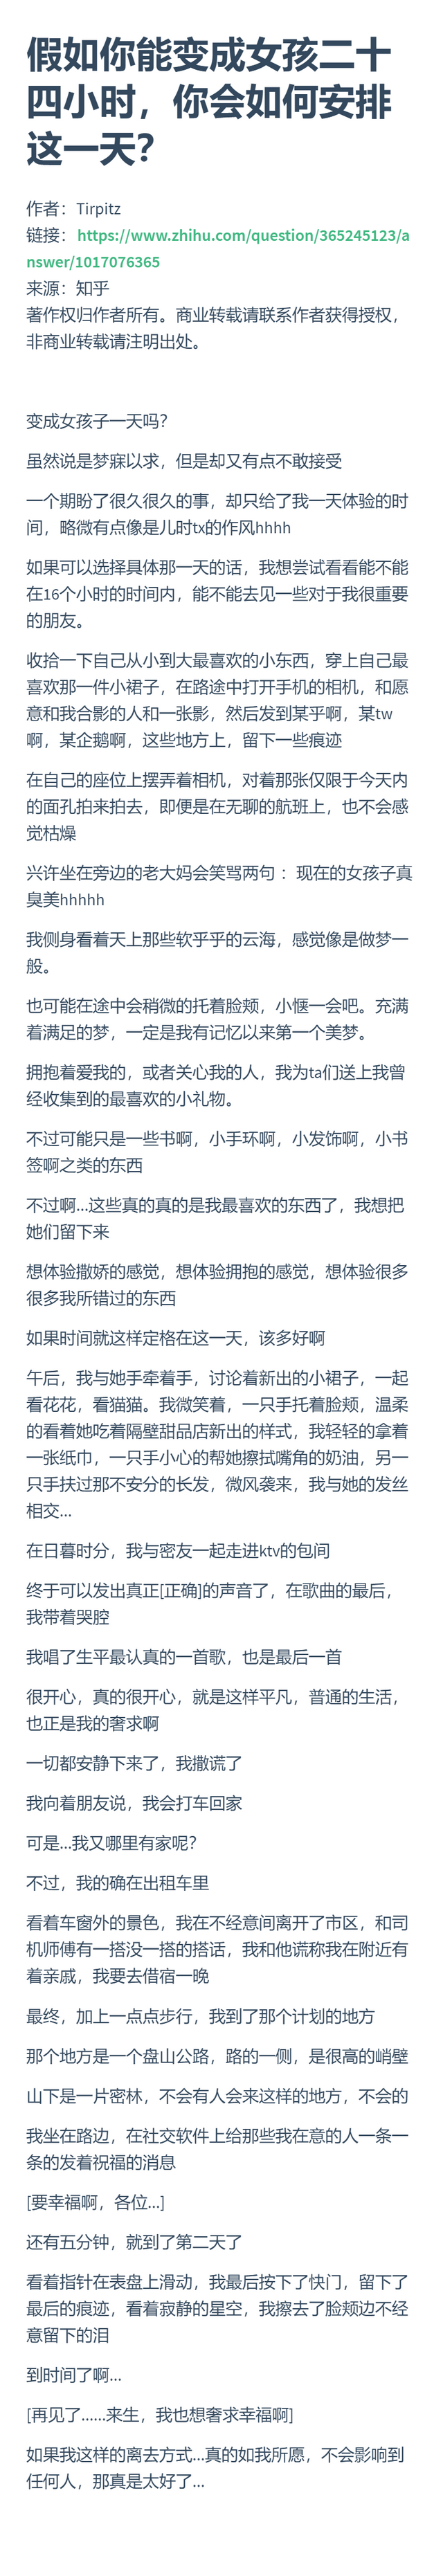 假如你能变成女孩二十
四小时，你会如何安排
这一天？
作者：Tirpitz
链接：https://www.zhihu.com/question/365245123/a
nswer/1017076365
来源：知乎
著作权归作者所有。商业转载请联系作者获得授权，
非商业转载请注明出处。
变成女孩子一天吗？
虽然说是梦寐以求，但是却又有点不敢接受
一个期盼了很久很久的事，却只给了我一天体验的时
间，略微有点像是儿时tx的作风hhhh
如果可以选择具体那一天的话，我想尝试看看能不能
在16个小时的时间内，能不能去见一些对于我很重要
的朋友。
收拾一下自己从小到大最喜欢的小东西，穿上自己最
喜欢那一件小裙子，在路途中打开手机的相机，和愿
意和我合影的人和一张影，然后发到某乎啊，某tw
啊，某企鹅啊，这些地方上，留下一些痕迹
在自己的座位上摆弄着相机，对着那张仅限于今天内
的面孔拍来拍去，即便是在无聊的航班上，也不会感
觉枯燥
兴许坐在旁边的老大妈会笑骂两句 ：现在的女孩子真
臭美hhhhh
我侧身看着天上那些软乎乎的云海，感觉像是做梦一
般。
也可能在途中会稍微的托着脸颊，小憩一会吧。充满
着满足的梦，一定是我有记忆以来第一个美梦。
拥抱着爱我的，或者关心我的人，我为ta们送上我曾
经收集到的最喜欢的小礼物。
不过可能只是一些书啊，小手环啊，小发饰啊，小书
签啊之类的东西
不过啊...这些真的真的是我最喜欢的东西了，我想把
她们留下来
想体验撒娇的感觉，想体验拥抱的感觉，想体验很多
很多我所错过的东西
如果时间就这样定格在这一天，该多好啊
午后，我与她手牵着手，讨论着新出的小裙子，一起
看花花，看猫猫。我微笑着，一只手托着脸颊，温柔
的看着她吃着隔壁甜品店新出的样式，我轻轻的拿着
一张纸巾，一只手小心的帮她擦拭嘴角的奶油，另一
只手扶过那不安分的长发，微风袭来，我与她的发丝
相交...
在日暮时分，我与密友一起走进ktv的包间
终于可以发出真正[正确]的声音了，在歌曲的最后，
我带着哭腔
我唱了生平最认真的一首歌，也是最后一首
很开心，真的很开心，就是这样平凡，普通的生活，
也正是我的奢求啊
一切都安静下来了，我撒谎了
我向着朋友说，我会打车回家
可是...我又哪里有家呢？
不过，我的确在出租车里
看着车窗外的景色，我在不经意间离开了市区，和司
机师傅有一搭没一搭的搭话，我和他谎称我在附近有
着亲戚，我要去借宿一晚
最终，加上一点点步行，我到了那个计划的地方
那个地方是一个盘山公路，路的一侧，是很高的峭壁
山下是一片密林，不会有人会来这样的地方，不会的
我坐在路边，在社交软件上给那些我在意的人一条一
条的发着祝福的消息
[要幸福啊，各位...]
还有五分钟，就到了第二天了
看着指针在表盘上滑动，我最后按下了快门，留下了
最后的痕迹，看着寂静的星空，我擦去了脸颊边不经
意留下的泪
到时间了啊...
[再见了......来生，我也想奢求幸福啊]
如果我这样的离去方式...真的如我所愿，不会影响到
任何人，那真是太好了...